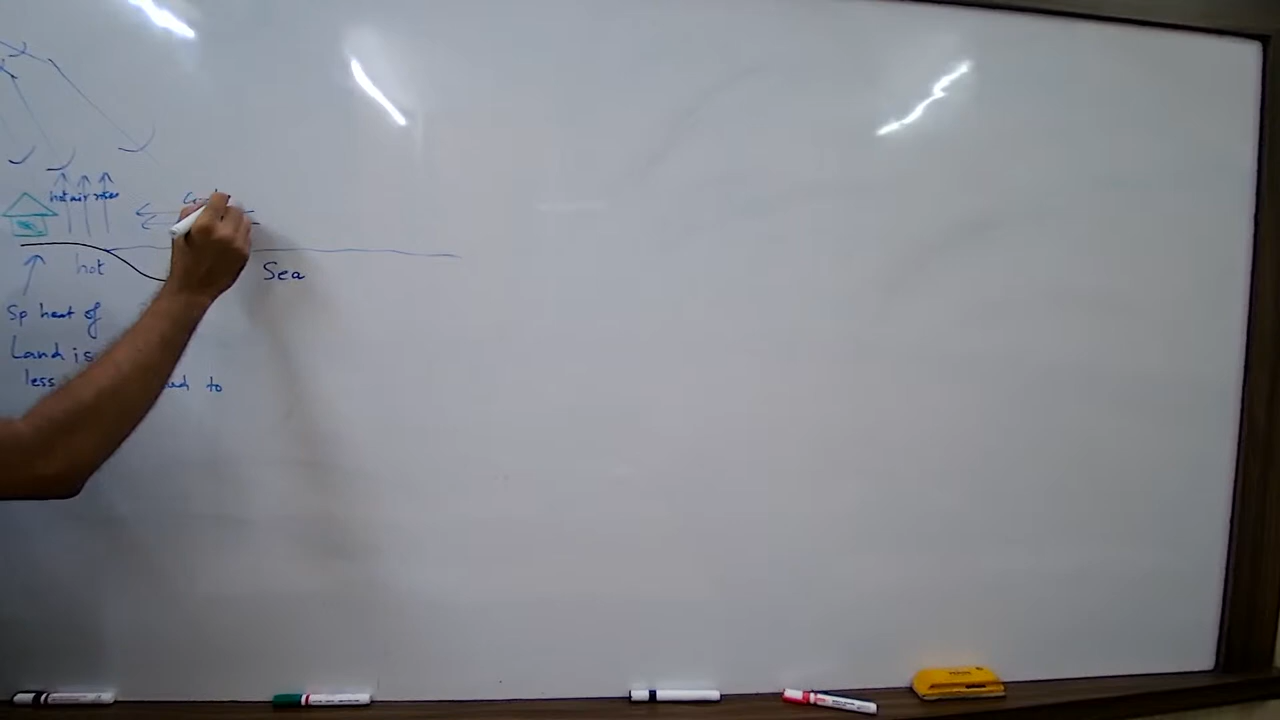 hot air rises
hot
Sea
Sp heat of
Land is
less
to